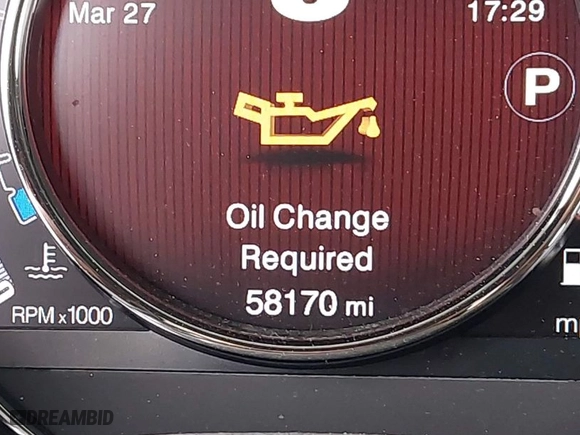 Mar 27
17:29
P
Oil Change
Required
58170 mi
RPM x1000
DREAMBID